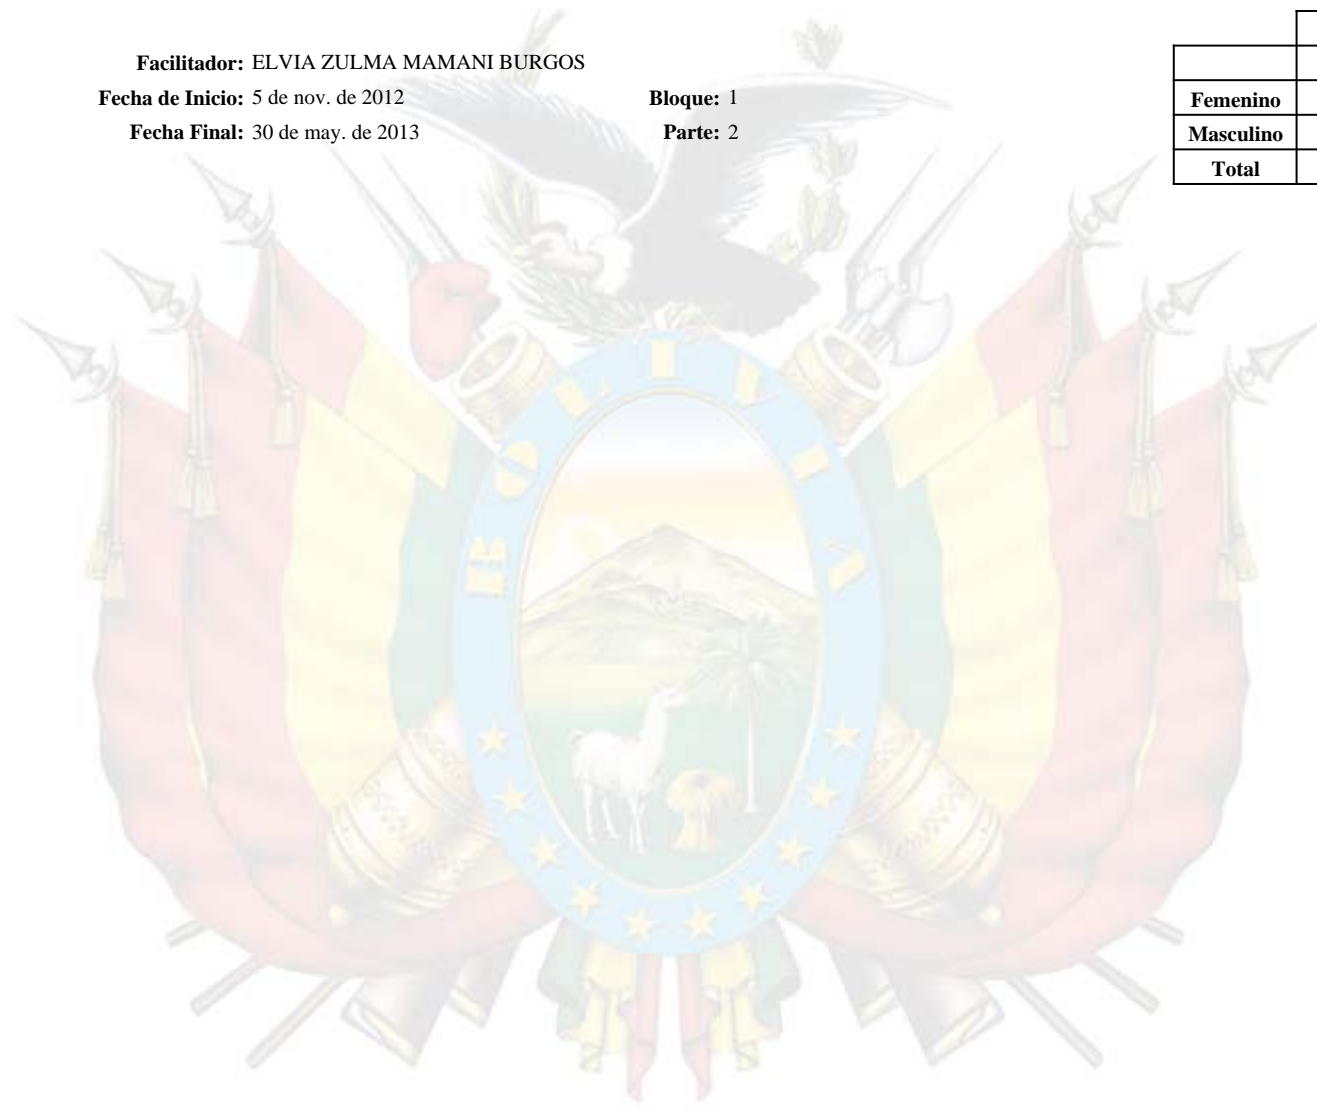 Facilitador: ELVIA ZULMA MAMANI BURGOS
Fecha de Inicio: 5 de nov. de 2012 Bloque: 1
Fecha Final: 30 de may. de 2013 Parte: 2
Femenino
Masculino
Total
BOLIVIA